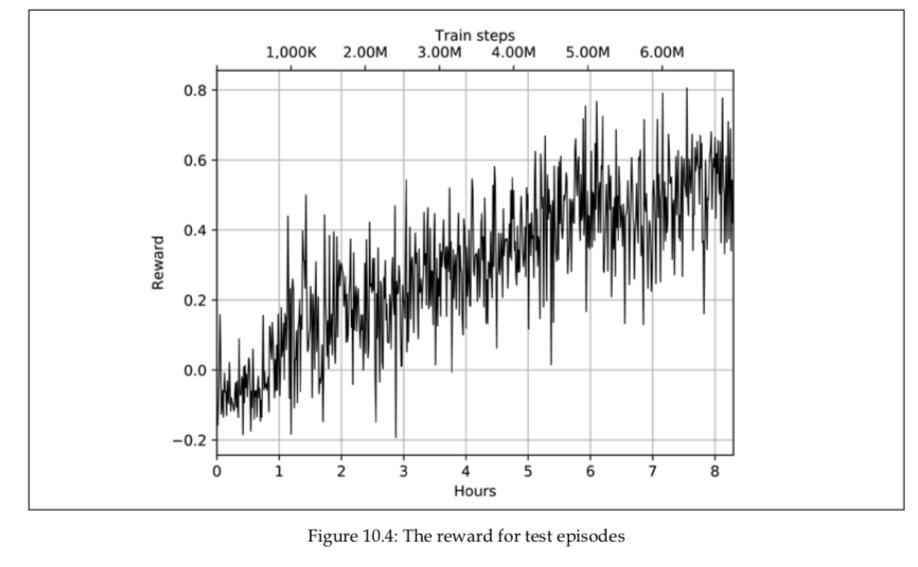 Train steps
1,000K 2.00M 3.00M 4.00M 5.00M 6.00M
0.8
0.6
0.4
0.2
0.0
−0.2
Reward
0 1 2 3 4 5 6 7 8
Hours
Figure 10.4: The reward for test episodes